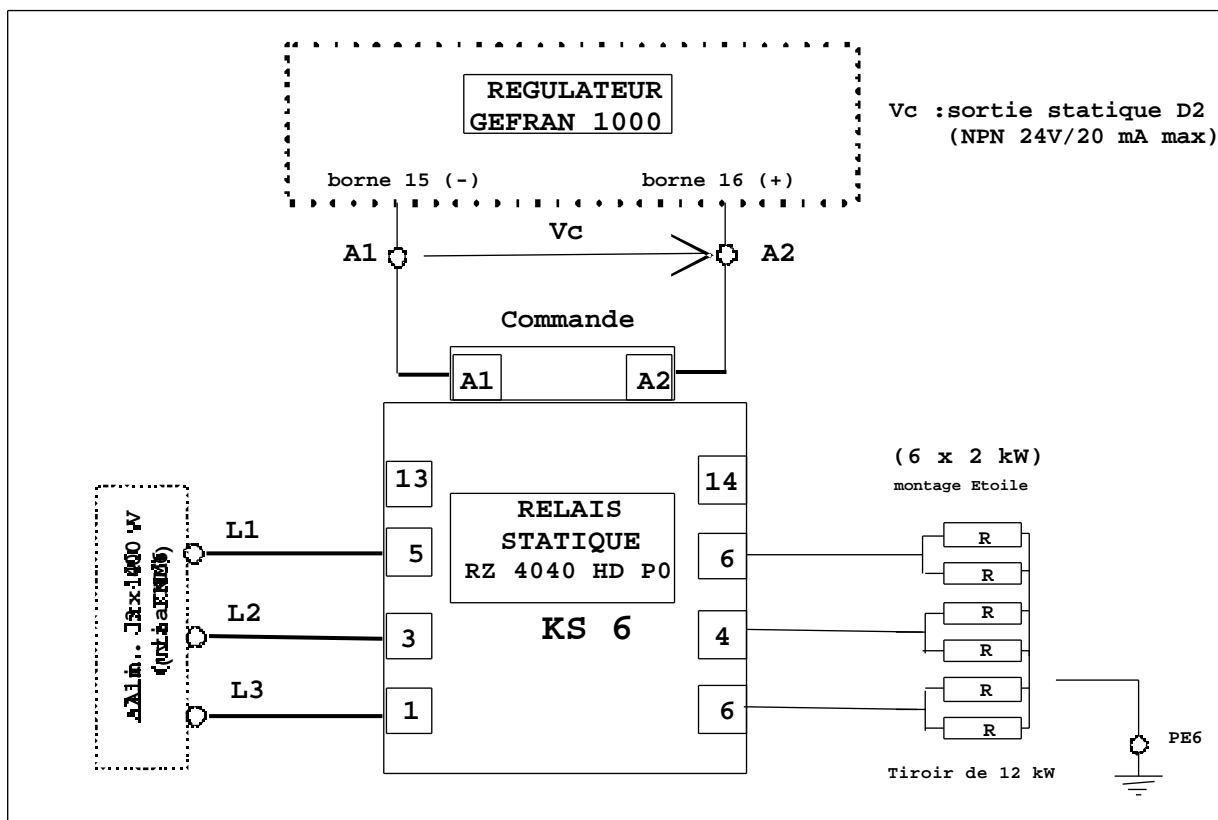 REGULATEUR
GEFRAN 1000
Vc :sortie statique D2
(NPN 24V/20 mA max)
borne 15 (-)
borne 16 (+)
Vc
A1
A2
Commande
A1
A2
(6 x 2 kW)
montage Etoile
13
14
RELAIS
STATIQUE
RZ 4040 HD P0
KS 6
L1
5
6
R
R
L2
3
4
R
R
L3
1
6
R
R
PE6
Tiroir de 12 kW